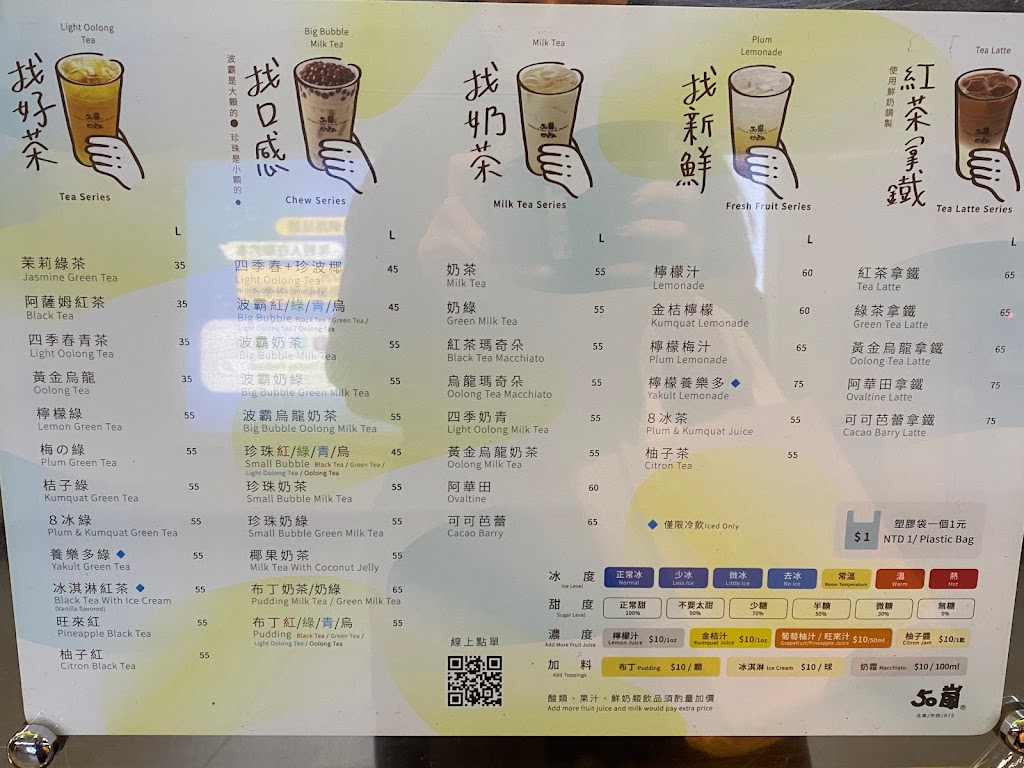 Light Oolong
Tea
找好茶
Tea Series
L
茉莉綠茶 35
Jasmine Green Tea
阿薩姆紅茶 35
Black Tea
四季春青茶 35
Light Oolong Tea
黃金烏龍 35
Oolong Tea
檸檬綠 55
Lemon Green Tea
梅の綠 55
Plum Green Tea
桔子綠 55
Kumquat Green Tea
8冰綠 55
Plum & Kumquat Green Tea
養樂多綠 55
Yakult Green Tea
冰淇淋紅茶 55
Black Tea With Ice Cream
(Vanilla flavored)
旺來紅 55
Pineapple Black Tea
柚子紅 55
Citron Black Tea
Big Bubble
Milk Tea
波霸是大顆的 珍珠是小顆的
找口感
Chew Series
L
四季春+珍波椰 45
Light Oolong Tea
With Bubble&Coconut Jelly
波霸紅/綠/青/烏 45
Big Bubble Black Tea / Green Tea /
Light Oolong Tea / Oolong Tea
波霸奶茶 55
Big Bubble Milk Tea
波霸奶綠 55
Big Bubble Green Milk Tea
波霸烏龍奶茶 55
Big Bubble Oolong Milk Tea
珍珠紅/綠/青/烏 45
Small Bubble Black Tea / Green Tea /
Light Oolong Tea / Oolong Tea
珍珠奶茶 55
Small Bubble Milk Tea
珍珠奶綠 55
Small Bubble Green Milk Tea
椰果奶茶 55
Milk Tea With Coconut Jelly
布丁奶茶/奶綠 65
Pudding Milk Tea / Green Milk Tea
布丁紅/綠/青/烏 55
Pudding Black Tea / Green Tea /
Light Oolong Tea / Oolong Tea
Milk Tea
找奶茶
Milk Tea Series
L
奶茶 55
Milk Tea
奶綠 55
Green Milk Tea
紅茶瑪奇朵 55
Black Tea Macchiato
烏龍瑪奇朵 55
Oolong Tea Macchiato
四季奶青 55
Light Oolong Milk Tea
黃金烏龍奶茶 55
Oolong Milk Tea
阿華田 60
Ovaltine
可可芭蕾 65
Cacao Barry
線上點單
Plum
Lemonade
找新鮮
Fresh Fruit Series
L
檸檬汁 60
Lemonade
金桔檸檬 60
Kumquat Lemonade
檸檬梅汁 65
Plum Lemonade
檸檬養樂多 75
Yakult Lemonade
8冰茶 55
Plum & Kumquat Juice
柚子茶 55
Citron Tea
僅限冷飲Iced Only
Tea Latte
使用鮮奶調製
紅茶拿鐵
Tea Latte Series
L
紅茶拿鐵 65
Tea Latte
綠茶拿鐵 65
Green Tea Latte
黃金烏龍拿鐵 65
Oolong Tea Latte
阿華田拿鐵 75
Ovaltine Latte
可可芭蕾拿鐵 75
Cacao Barry Latte
$1
塑膠袋一個1元
NTD 1/ Plastic Bag
冰度 正常冰 少冰 微冰 去冰 常溫 溫 熱
Ice Level Normal Less Ice Little Ice No Ice Room Temperature Warm Hot
甜度 正常甜 不要太甜 少糖 半糖 微糖 無糖
Sugar Level 100% 90% 70% 50% 30% 0%
濃度 檸檬汁 $10/1oz 金桔汁 $10/1oz 葡萄柚汁/旺來汁 $10/50ml 柚子醬 $10/1匙
Add More Fruit Juice Lemon Juice Kumquat Juice Grapefruit/Pineapple Juice Citron Jam
加料 布丁 Pudding $10 / 顆 冰淇淋 Ice Cream $10 / 球 奶霜 Macchiato $10 / 100ml
Add Toppings
酸類、果汁、鮮奶類飲品須酌量加價
Add more fruit juice and milk would pay extra price
50嵐®